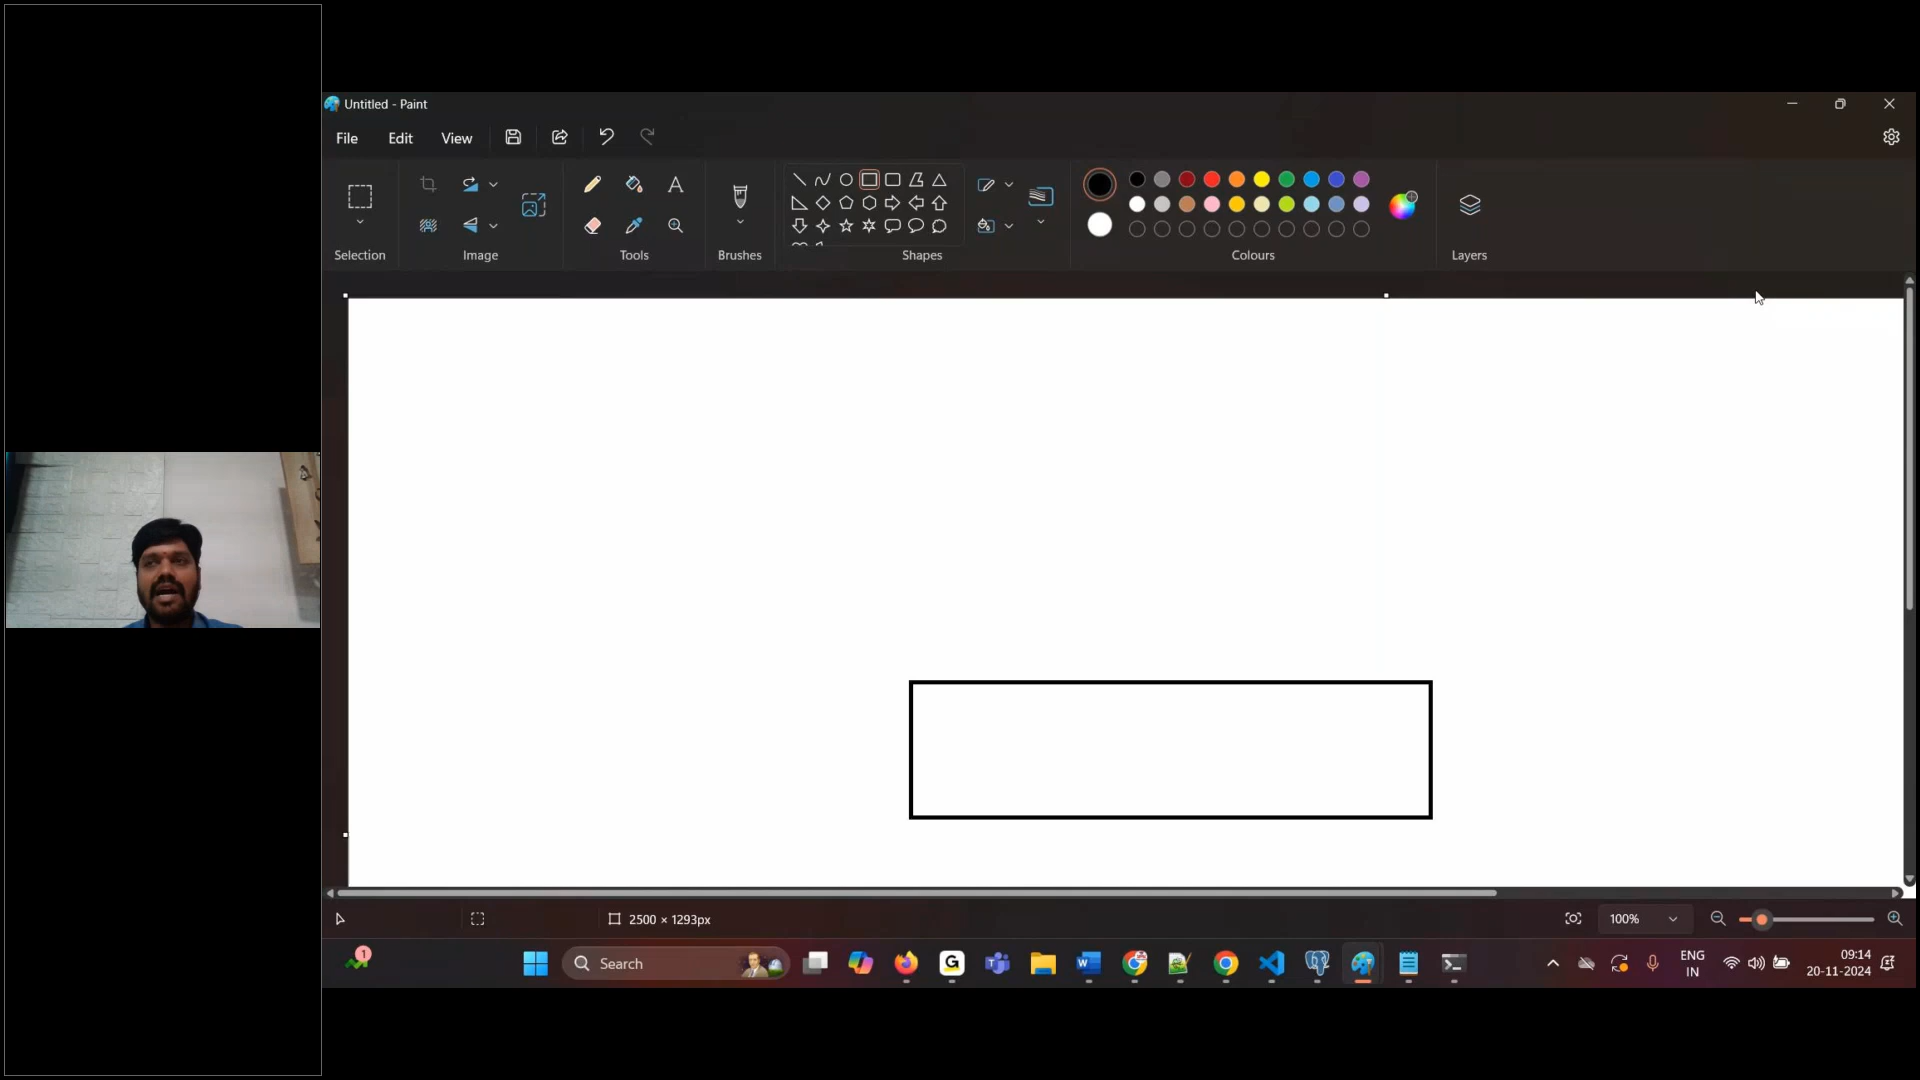 Untitled - Paint
File Edit View
Selection Image Tools Brushes Shapes Colours Layers
2500 × 1293px
100%
1
Search
ENG
IN
09:14
20-11-2024